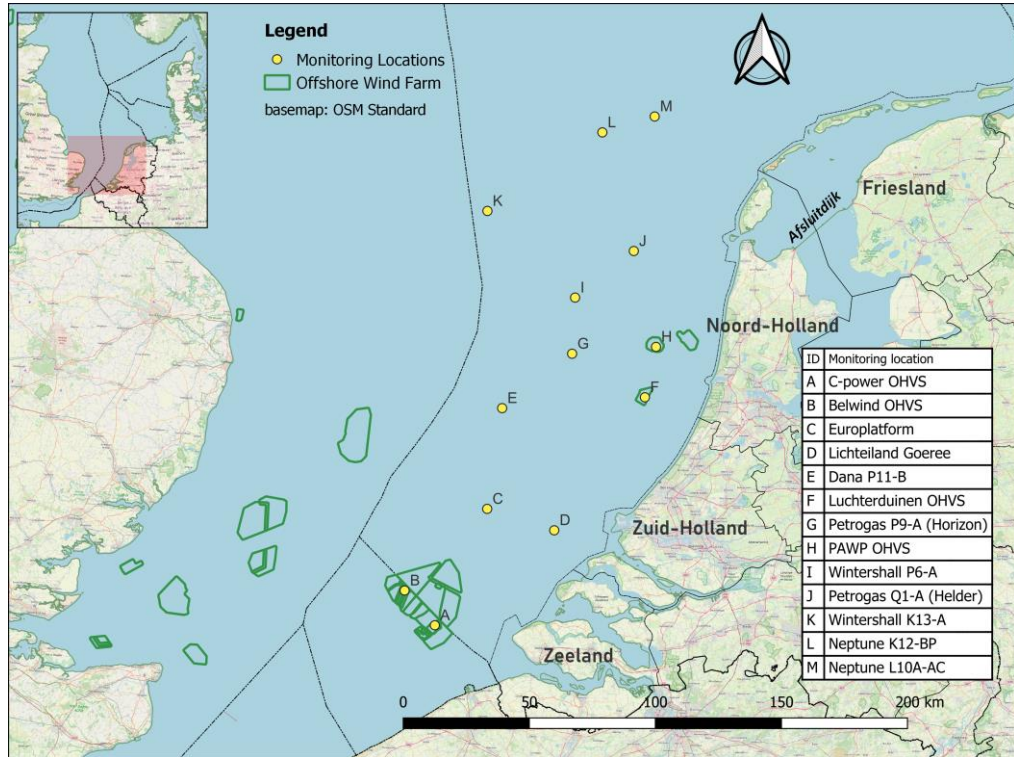 Legend
Monitoring Locations
Offshore Wind Farm
basemap: OSM Standard
M
L
K
Friesland
Afsluitdijk
J
I
Noord-Holland
H
G
F
E
C
D
Zuid-Holland
B
A
Zeeland
ID Monitoring location
A C-power OHVS
B Belwind OHVS
C Europlatform
D Lichteiland Goeree
E Dana P11-B
F Luchterduinen OHVS
G Petrogas P9-A (Horizon)
H PAWP OHVS
I Wintershall P6-A
J Petrogas Q1-A (Helder)
K Wintershall K13-A
L Neptune K12-BP
M Neptune L10A-AC
0 50 100 150 200 km